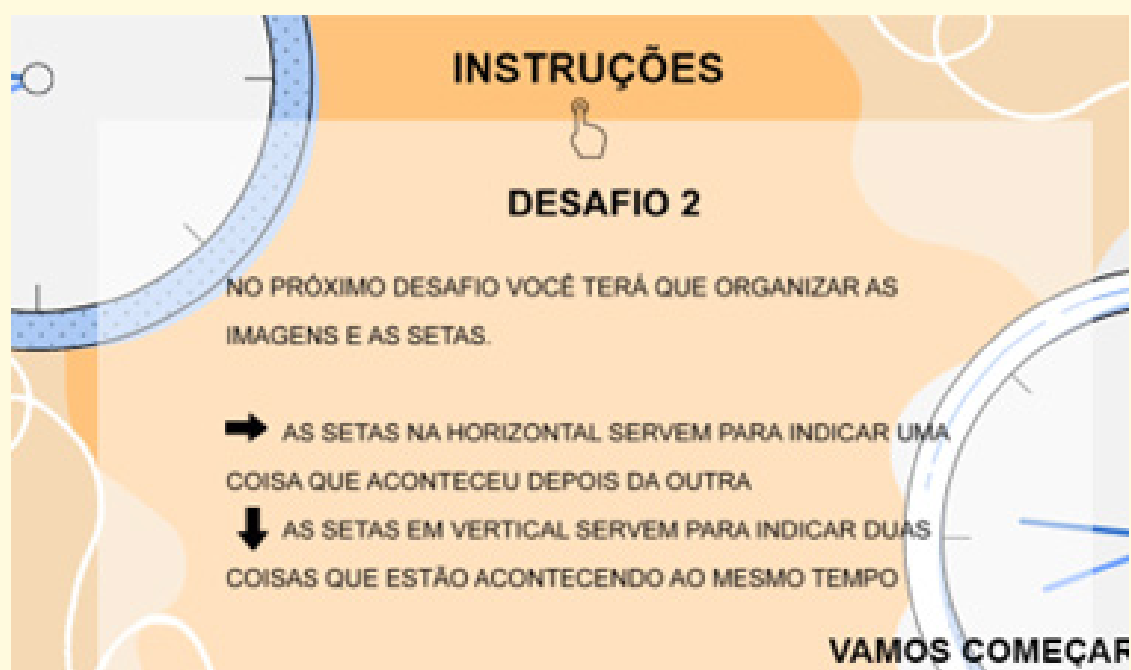 INSTRUÇÕES
DESAFIO 2
NO PRÓXIMO DESAFIO VOCÊ TERÁ QUE ORGANIZAR AS
IMAGENS E AS SETAS.
AS SETAS NA HORIZONTAL SERVEM PARA INDICAR UMA
COISA QUE ACONTECEU DEPOIS DA OUTRA
AS SETAS EM VERTICAL SERVEM PARA INDICAR DUAS
COISAS QUE ESTÃO ACONTECENDO AO MESMO TEMPO
VAMOS COMEÇAR